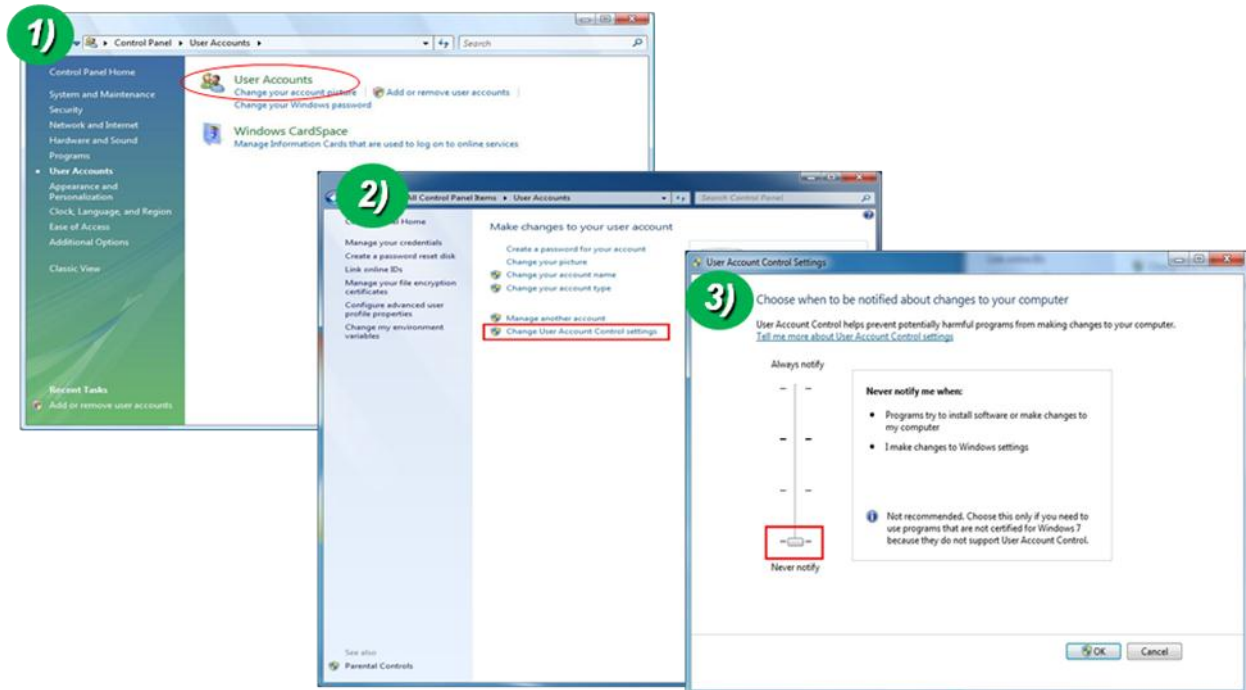 1)
Control Panel ▸ User Accounts ▸
Search
Control Panel Home
System and Maintenance
Security
Network and Internet
Hardware and Sound
Programs
User Accounts
Appearance and
Personalization
Clock, Language, and Region
Ease of Access
Additional Options
Classic View
Recent Tasks
Add or remove user accounts
User Accounts
Change your account picture
Add or remove user accounts
Change your Windows password
Windows CardSpace
Manage Information Cards that are used to log on to online services
2)
All Control Panel Items ▸ User Accounts
Search Control Panel
Home
Manage your credentials
Create a password reset disk
Link online IDs
Manage your file encryption
certificates
Configure advanced user
profile properties
Change my environment
variables
See also
Parental Controls
Make changes to your user account
Create a password for your account
Change your picture
Change your account name
Change your account type
Manage another account
Change User Account Control settings
3)
User Account Control Settings
Choose when to be notified about changes to your computer
User Account Control helps prevent potentially harmful programs from making changes to your computer.
Tell me more about User Account Control settings
Always notify
Never notify
Never notify me when:
• Programs try to install software or make changes to
my computer
• I make changes to Windows settings
Not recommended. Choose this only if you need to
use programs that are not certified for Windows 7
because they do not support User Account Control.
OK
Cancel